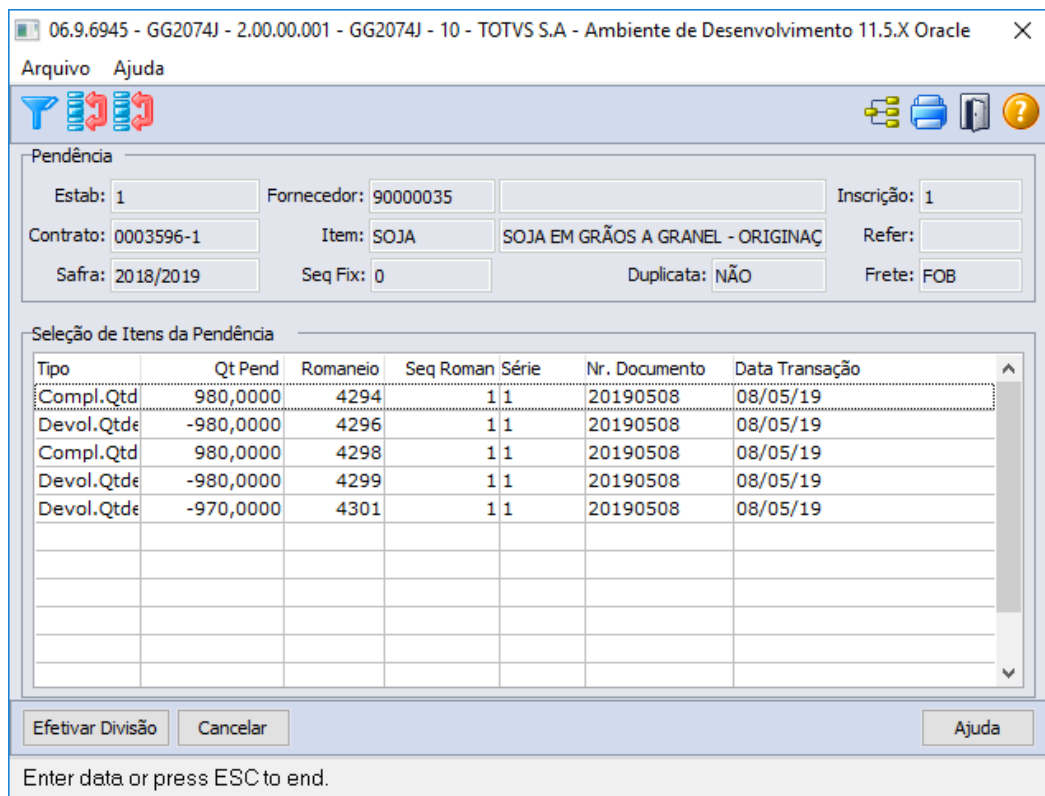 06.9.6945 - GG2074J - 2.00.00.001 - GG2074J - 10 - TOTVS S.A - Ambiente de Desenvolvimento 11.5.X Oracle
Arquivo Ajuda
Pendência
Estab: 1 Fornecedor: 90000035 Inscrição: 1
Contrato: 0003596-1 Item: SOJA SOJA EM GRÃOS A GRANEL - ORIGINAÇ Refer:
Safra: 2018/2019 Seq Fix: 0 Duplicata: NÃO Frete: FOB
Seleção de Itens da Pendência
Tipo Qt Pend Romaneio Seq Roman Série Nr. Documento Data Transação
Compl.Qtd 980,0000 4294 1 1 20190508 08/05/19
Devol.Qtde -980,0000 4296 1 1 20190508 08/05/19
Compl.Qtd 980,0000 4298 1 1 20190508 08/05/19
Devol.Qtde -980,0000 4299 1 1 20190508 08/05/19
Devol.Qtde -970,0000 4301 1 1 20190508 08/05/19
Efetivar Divisão Cancelar Ajuda
Enter data or press ESC to end.